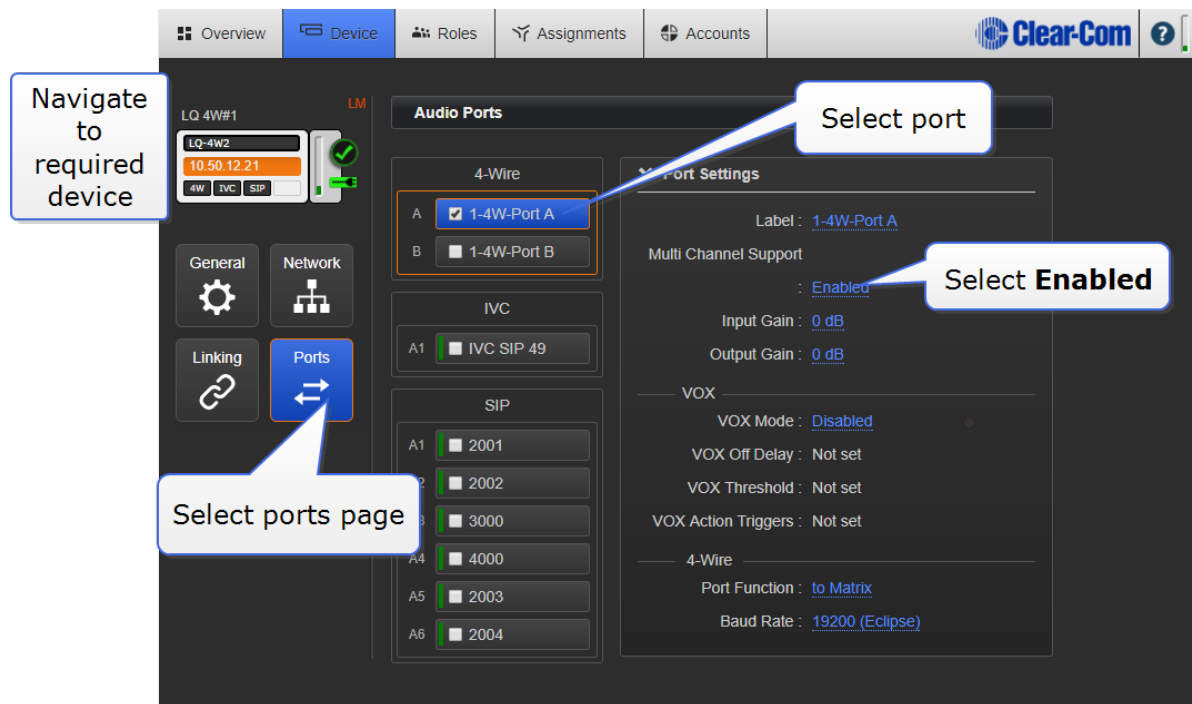 Overview
Device
Roles
Assignments
Accounts
Clear-Com
?
Navigate
to
required
device
LQ 4W#1
LM
LQ-4W2
10.50.12.21
4W IVC SIP
General
Network
Linking
Ports
Select ports page
Audio Ports
Select port
4-Wire
A 1-4W-Port A
B 1-4W-Port B
IVC
A1 IVC SIP 49
SIP
A1 2001
2 2002
3000
A4 4000
A5 2003
A6 2004
Port Settings
Label : 1-4W-Port A
Multi Channel Support
: Enabled
Select Enabled
Input Gain : 0 dB
Output Gain : 0 dB
VOX
VOX Mode : Disabled
VOX Off Delay : Not set
VOX Threshold : Not set
VOX Action Triggers : Not set
4-Wire
Port Function : to Matrix
Baud Rate : 19200 (Eclipse)